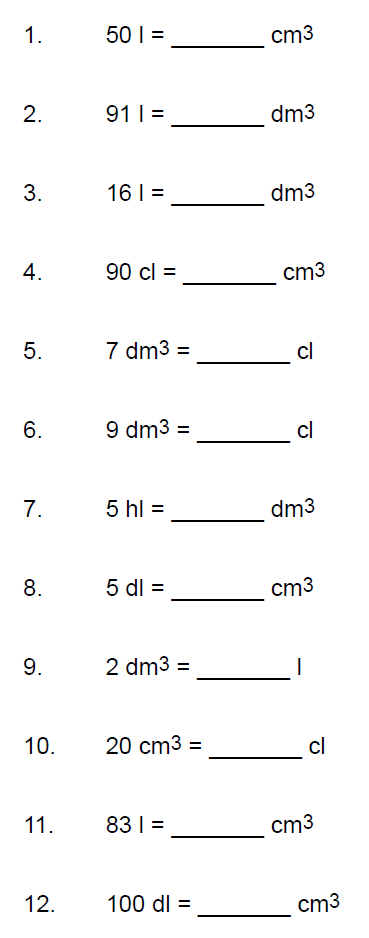 1. 50 l = _______ cm3
2. 91 l = _______ dm3
3. 16 l = _______ dm3
4. 90 cl = _______ cm3
5. 7 dm3 = _______ cl
6. 9 dm3 = _______ cl
7. 5 hl = _______ dm3
8. 5 dl = _______ cm3
9. 2 dm3 = _______ l
10. 20 cm3 = _______ cl
11. 83 l = _______ cm3
12. 100 dl = _______ cm3